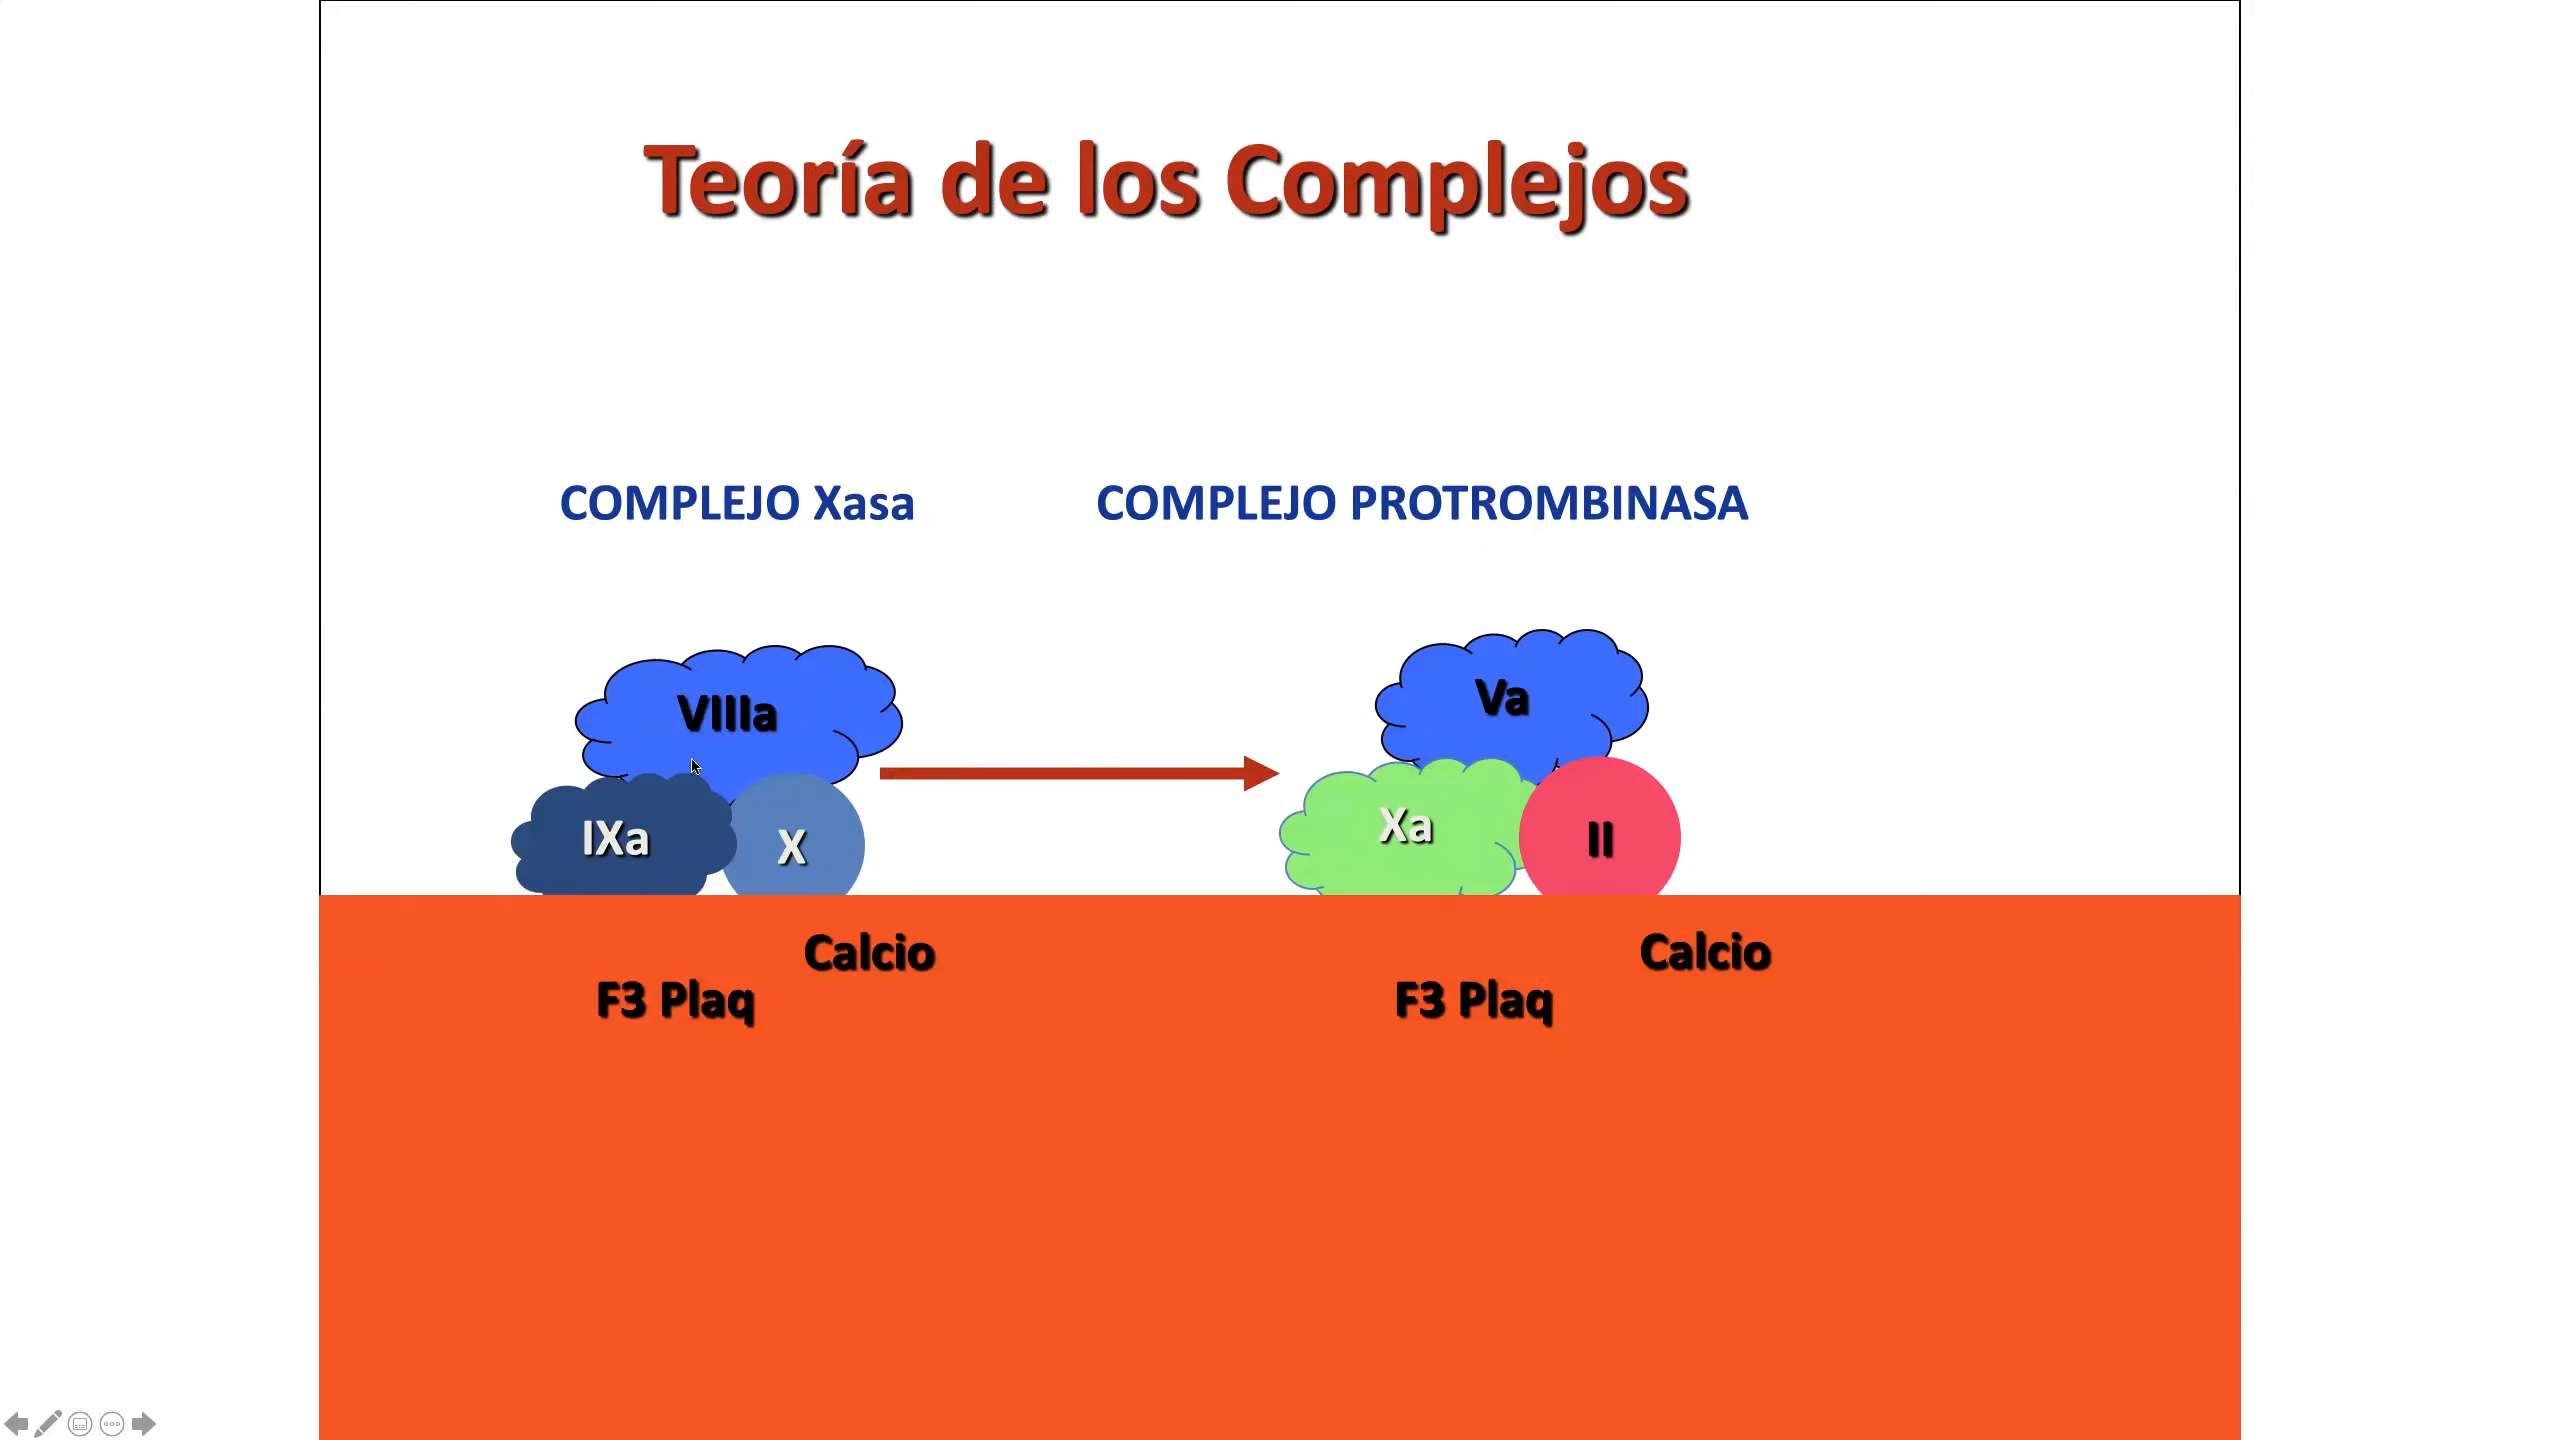 Teoría de los Complejos
COMPLEJO Xasa
COMPLEJO PROTROMBINASA
VIIIa
IXa
X
Va
Xa
II
Calcio
F3 Plaq
Calcio
F3 Plaq